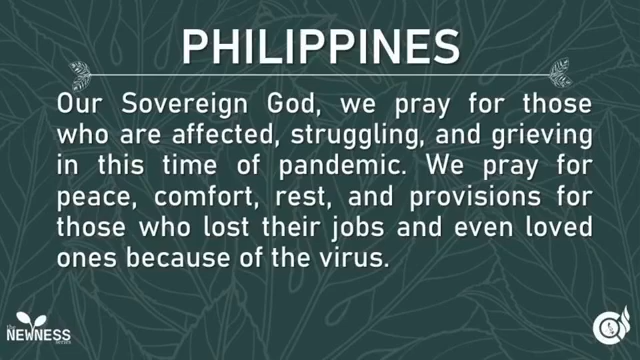 PHILIPPINES
Our Sovereign God, we pray for those
who are affected, struggling, and grieving
in this time of pandemic. We pray for
peace, comfort, rest, and provisions for
those who lost their jobs and even loved
ones because of the virus.
the
NEWNESS
SERIES